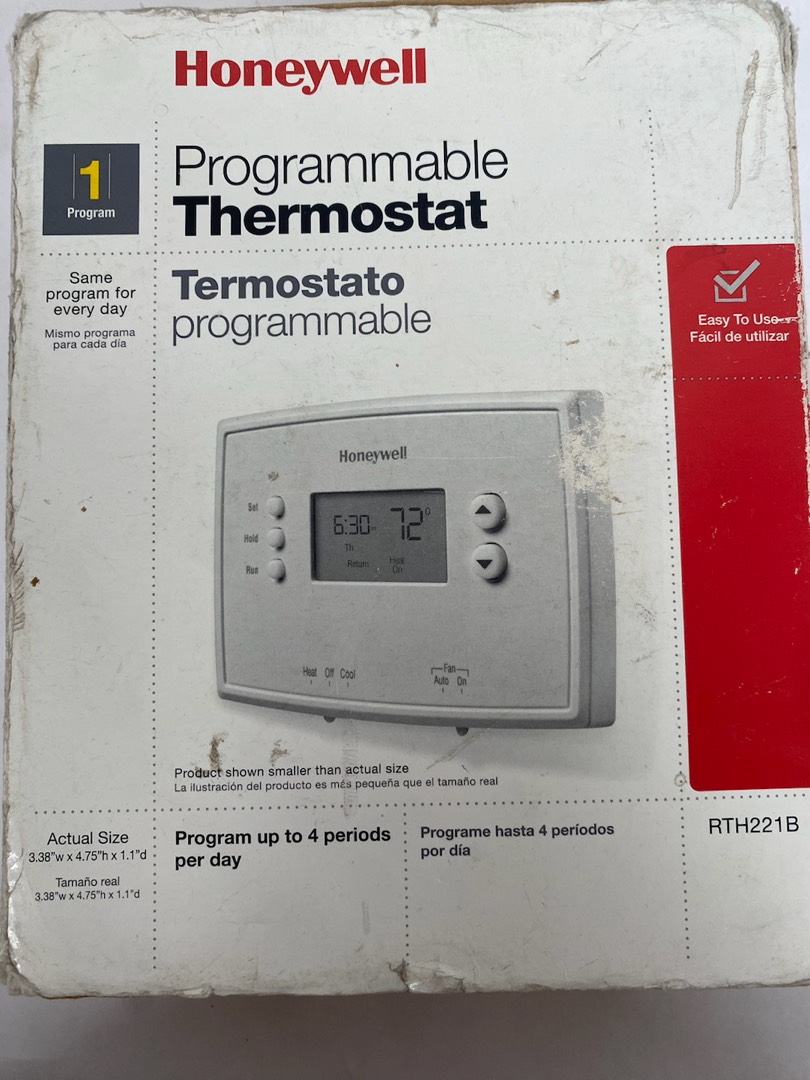 Honeywell
1
Program
Programmable
Thermostat
Same
program for
every day
Mismo programa
para cada día
Termostato
programmable
Easy To Use
Fácil de utilizar
Honeywell
Set
Hold
Run
6:30 72°
Th
Return
Heat
On
Heat Off Cool
Fan
Auto On
Product shown smaller than actual size
La ilustración del producto es más pequeña que el tamaño real
Actual Size
3.38"w x 4.75"h x 1.1"d
Tamaño real
3.38"w x 4.75"h x 1.1"d
Program up to 4 periods
per day
Programe hasta 4 períodos
por día
RTH221B